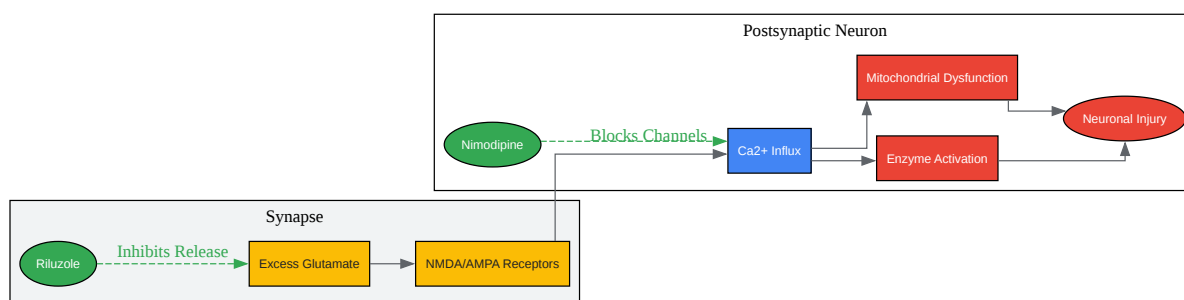 Postsynaptic Neuron
Mitochondrial Dysfunction
Neuronal Injury
Nimodipine
Blocks Channels
Ca2+ Influx
Enzyme Activation
Synapse
Riluzole
Inhibits Release
Excess Glutamate
NMDA/AMPA Receptors